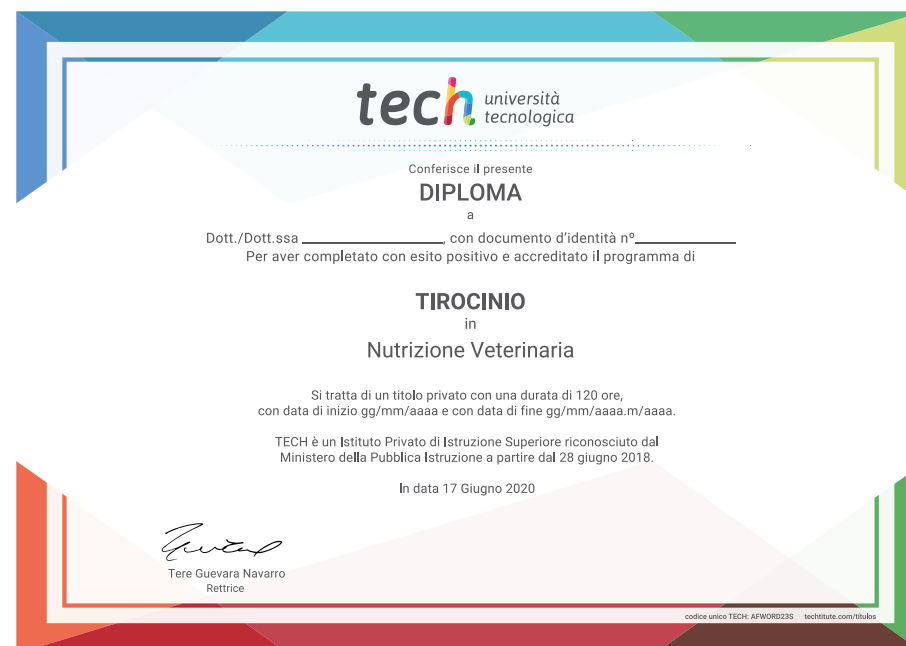 tech università
tecnologica
Conferisce il presente
DIPLOMA
a
Dott./Dott.ssa ____________________, con documento d'identità nº______________
Per aver completato con esito positivo e accreditato il programma di
TIROCINIO
in
Nutrizione Veterinaria
Si tratta di un titolo privato con una durata di 120 ore,
con data di inizio gg/mm/aaaa e con data di fine gg/mm/aaaa.m/aaaa.
TECH è un Istituto Privato di Istruzione Superiore riconosciuto dal
Ministero della Pubblica Istruzione a partire dal 28 giugno 2018.
In data 17 Giugno 2020
Tere Guevara Navarro
Rettrice
codice unico TECH: AFWORD23S techtitute.com/titulos